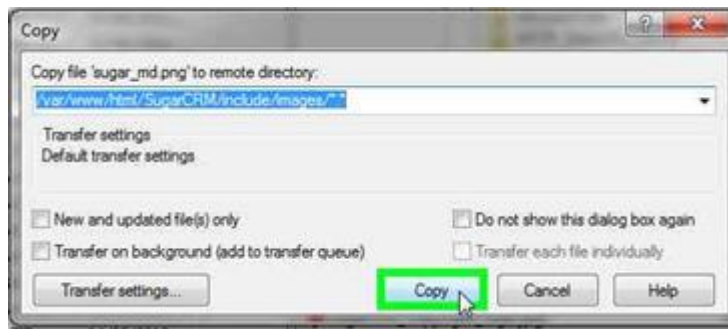 Copy
Copy file 'sugar_md.png' to remote directory:
/var/www/html/SugarCRM/include/images/*.*
Transfer settings
Default transfer settings
New and updated file(s) only
Do not show this dialog box again
Transfer on background (add to transfer queue)
Transfer each file individually
Transfer settings...
Copy
Cancel
Help